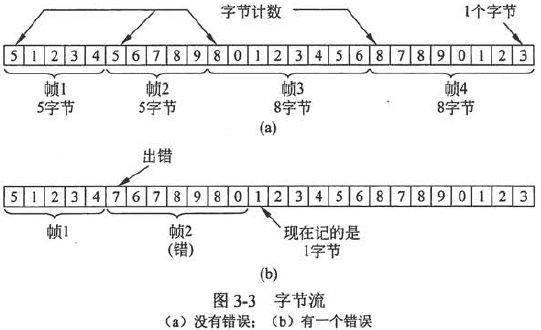 字节计数 1个字节
5 1 2 3 4 5 6 7 8 9 8 0 1 2 3 4 5 6 8 7 8 9 0 1 2 3
帧1 帧2 帧3 帧4
5字节 5字节 8字节 8字节
(a)
出错
5 1 2 3 4 7 6 7 8 9 8 0 1 2 3 4 5 6 8 7 8 9 0 1 2 3
帧1 帧2 现在记的是
(错) 1字节
(b)
图 3-3 字节流
(a) 没有错误; (b) 有一个错误